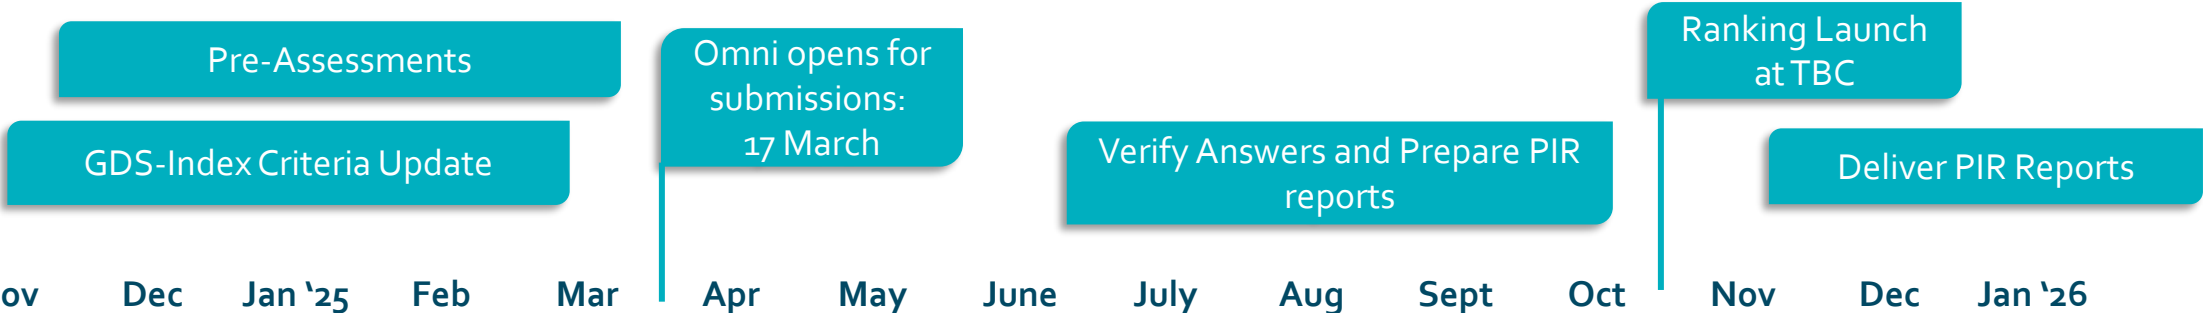 Pre-Assessments
GDS-Index Criteria Update
Omni opens for
submissions:
17 March
Verify Answers and Prepare PIR
reports
Ranking Launch
at TBC
Deliver PIR Reports
ov Dec Jan ‘25 Feb Mar Apr May June July Aug Sept Oct Nov Dec Jan ‘26